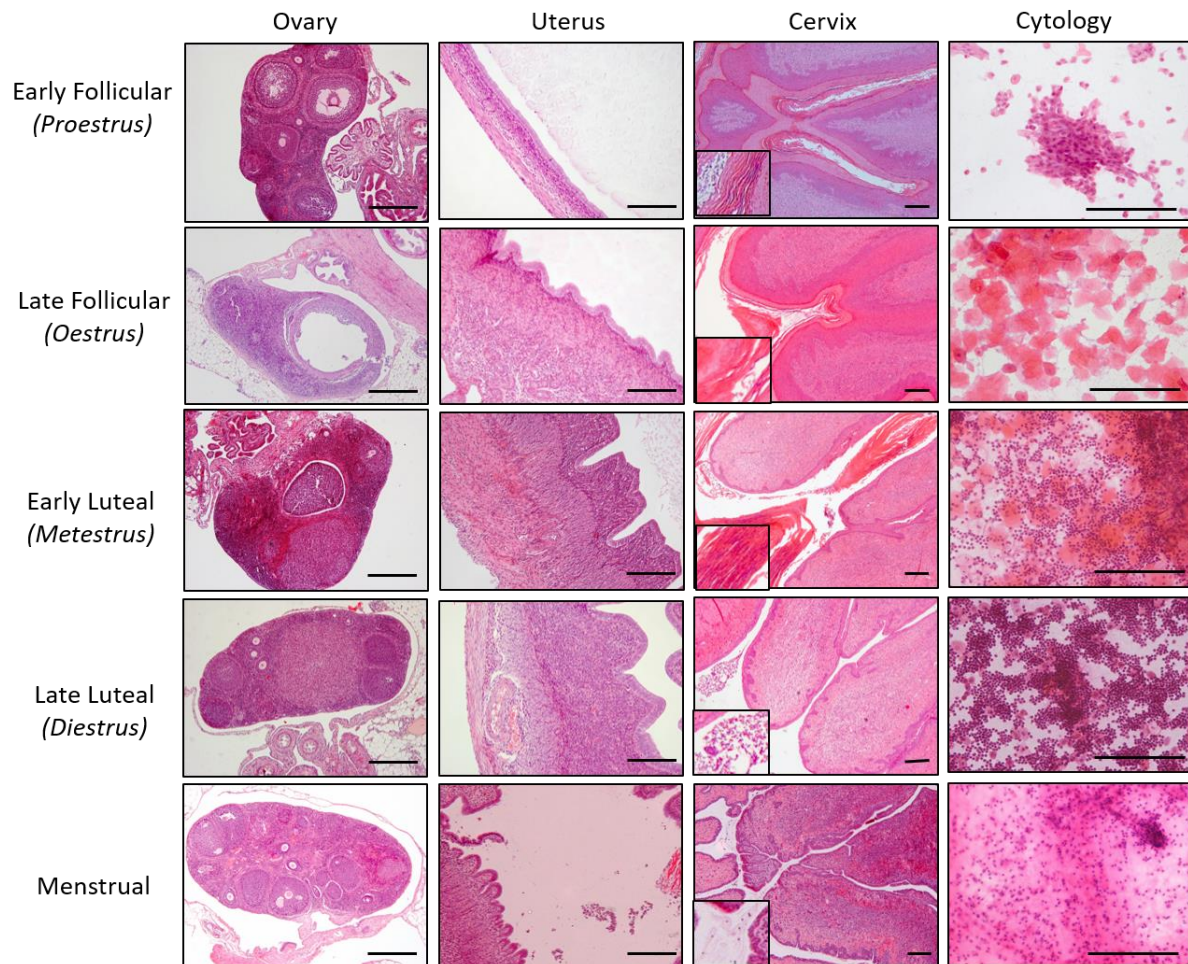 Ovary
Uterus
Cervix
Cytology
Early Follicular
(Proestrus)
Late Follicular
(Oestrus)
Early Luteal
(Metestrus)
Late Luteal
(Diestrus)
Menstrual